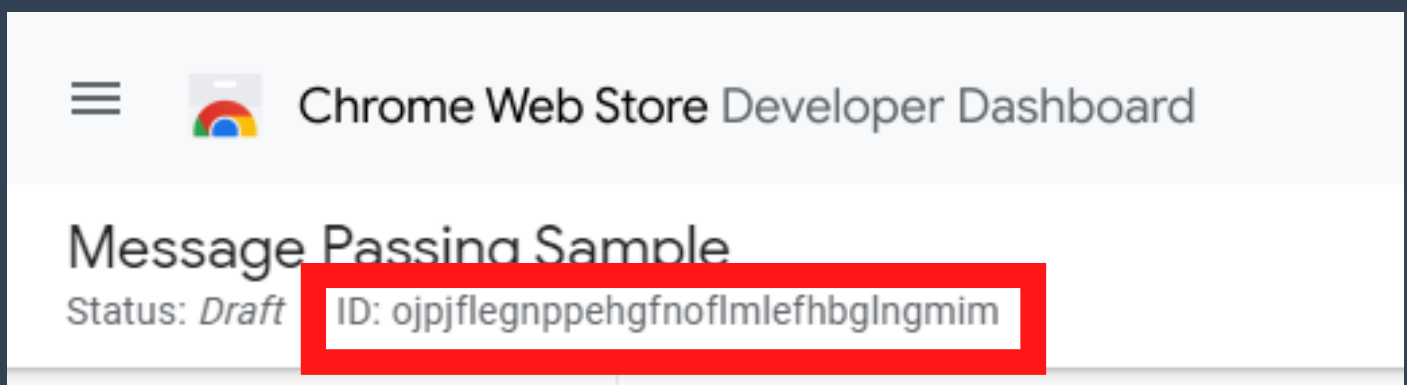 Chrome Web Store Developer Dashboard
Message Passing Sample
Status: Draft ID: ojpjflegnppehgfnoflmlefhbglngmim